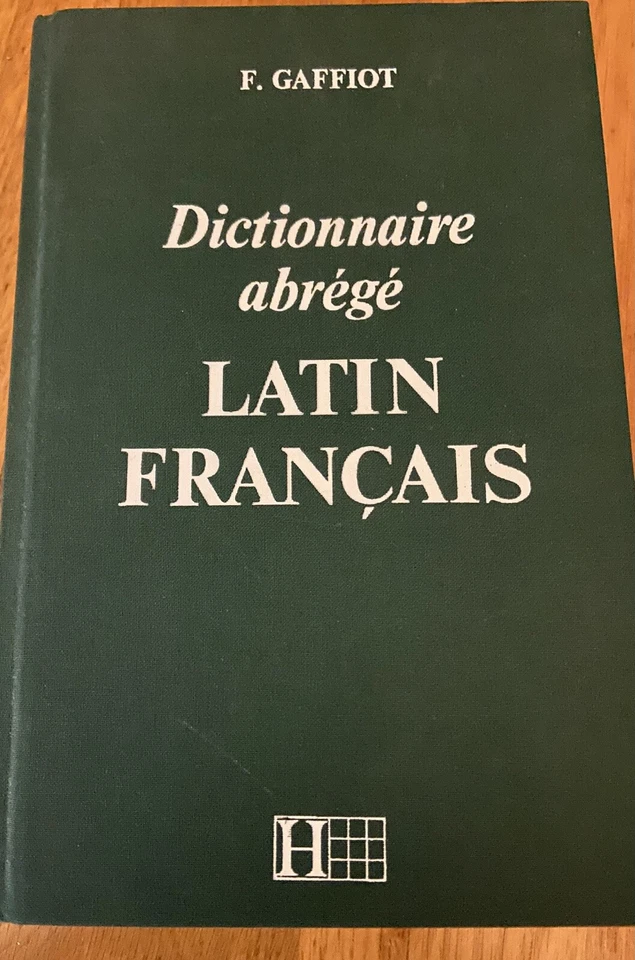 F. GAFFIOT
Dictionnaire
abrégé
LATIN
FRANÇAIS
H